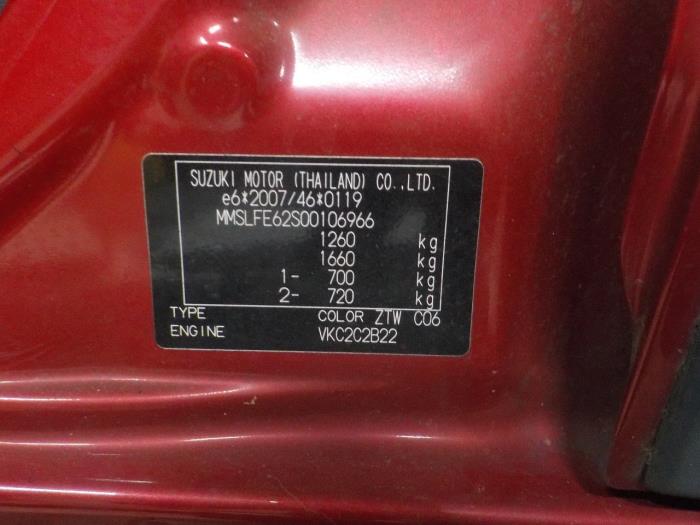 SUZUKI MOTOR (THAILAND) CO.,LTD.
e6*2007/46*0119
MMSLFE62S00106966
1260 kg
1660 kg
1- 700 kg
2- 720 kg
TYPE COLOR ZTW C06
ENGINE VKC2C2B22